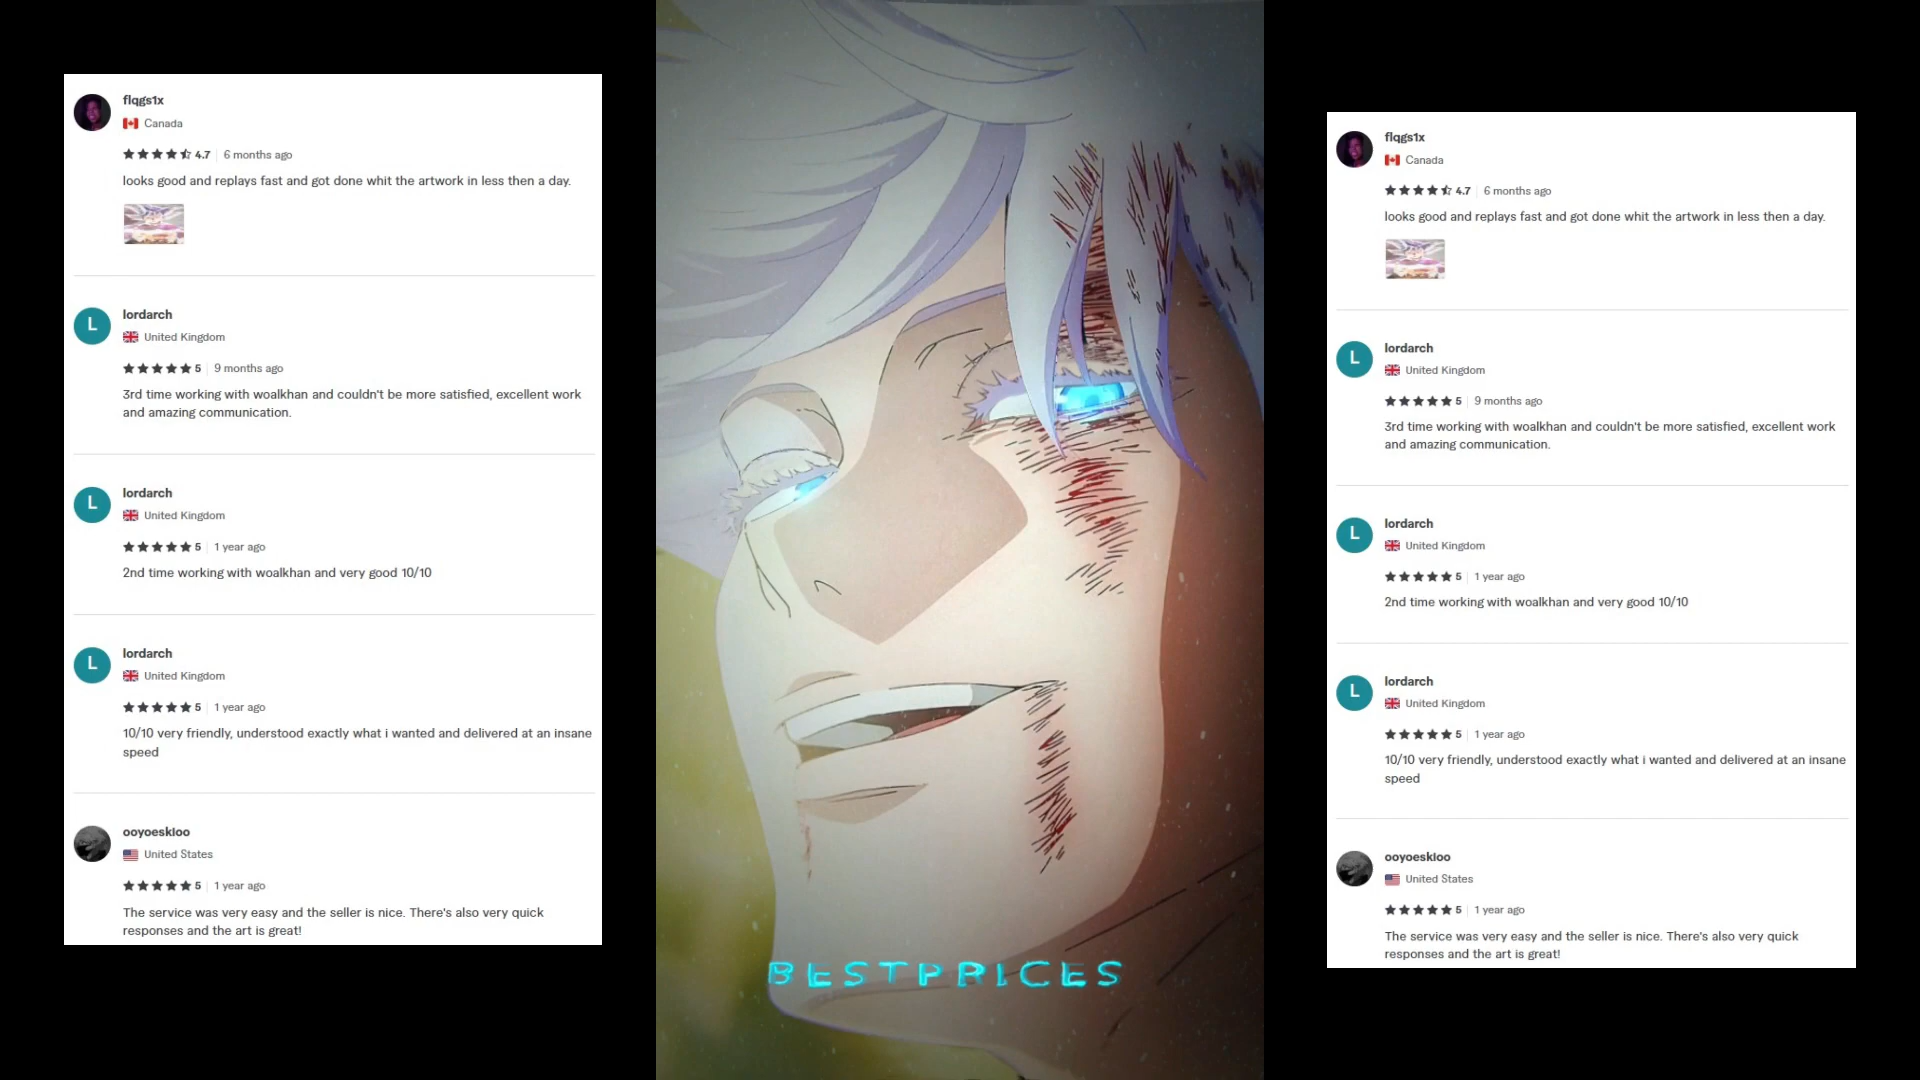 flqgs1x
Canada
4.7 6 months ago
looks good and replays fast and got done whit the artwork in less then a day.
L
lordarch
United Kingdom
5 9 months ago
3rd time working with woalkhan and couldn't be more satisfied, excellent work
and amazing communication.
L
lordarch
United Kingdom
5 1 year ago
2nd time working with woalkhan and very good 10/10
L
lordarch
United Kingdom
5 1 year ago
10/10 very friendly, understood exactly what i wanted and delivered at an insane
speed
ooyoeskioo
United States
5 1 year ago
The service was very easy and the seller is nice. There's also very quick
responses and the art is great!
BESTPRICES
flqgs1x
Canada
4.7 6 months ago
looks good and replays fast and got done whit the artwork in less then a day.
L
lordarch
United Kingdom
5 9 months ago
3rd time working with woalkhan and couldn't be more satisfied, excellent work
and amazing communication.
L
lordarch
United Kingdom
5 1 year ago
2nd time working with woalkhan and very good 10/10
L
lordarch
United Kingdom
5 1 year ago
10/10 very friendly, understood exactly what i wanted and delivered at an insane
speed
ooyoeskioo
United States
5 1 year ago
The service was very easy and the seller is nice. There's also very quick
responses and the art is great!